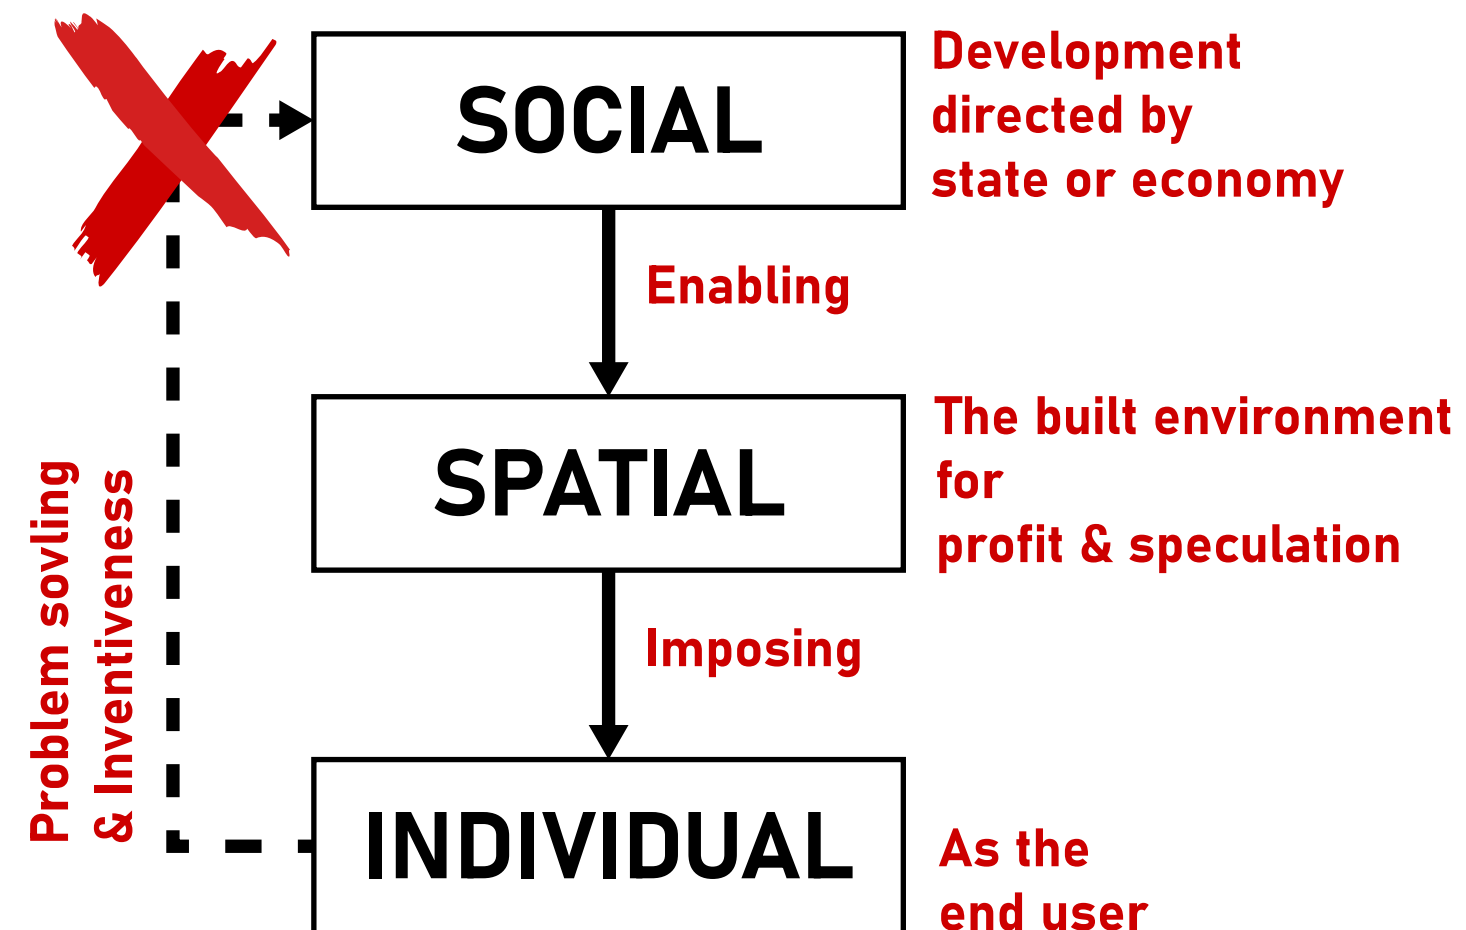 SOCIAL
Development
directed by
state or economy
Enabling
SPATIAL
The built environment
for
profit & speculation
Imposing
INDIVIDUAL
As the
end user
Problem sovling
& Inventiveness